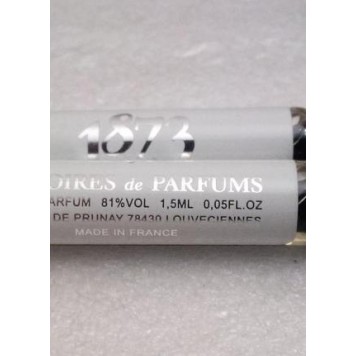 1873
OIRES de PARFUMS
ARFUM 81%VOL 1,5ML 0,05FL.OZ
DE PRUNAY 78430 LOUVECIENNES
MADE IN FRANCE